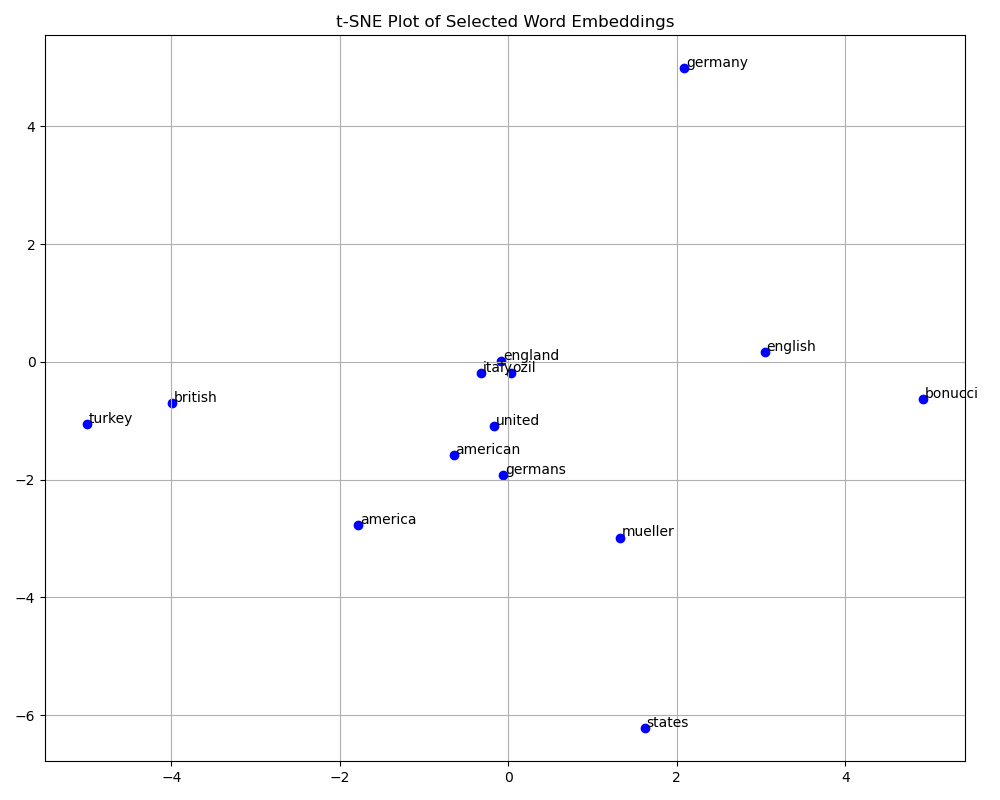 t-SNE Plot of Selected Word Embeddings
germany
4
2
england
english
0
italy
ozil
bonucci
british
turkey
united
american
germans
−2
america
mueller
−4
states
−6
−4
−2
0
2
4